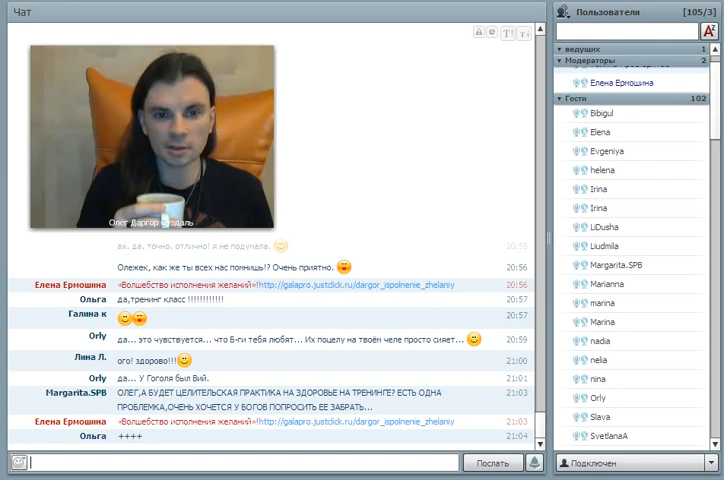 Чат
Пользователи [105/3]
ведущих 1
Модераторы 2
Елена Ермошина
Гости 102
Bibigul
Elena
Evgeniya
helena
Irina
Irina
LiDusha
Liudmila
Margarita.SPB
Marianna
marina
Marina
nadia
nelia
nina
Orly
Slava
SvetlanaA
Подключен
Олег Даргор Суздаль
ах, да, точно, отлично! я не подумала. 20:55
Олежек, как же ты всех нас помнишь!? Очень приятно. 20:56
Елена Ермошина «Волшебство исполнения желаний»!http://galapro.justclick.ru/dargor_ispolnenie_zhelaniy 20:56
Ольга да,тренинг класс !!!!!!!!!!!! 20:57
Галина к 20:57
Orly да... это чувствуется... что Б-ги тебя любят... Их поцелу на твоём челе просто сияет... 20:59
Лина Л. ого! здорово!!! 21:00
Orly да... У Гоголя был Вий. 21:01
Margarita.SPB ОЛЕГ,А БУДЕТ ЦЕЛИТЕЛЬСКАЯ ПРАКТИКА НА ЗДОРОВЬЕ НА ТРЕНИНГЕ? ЕСТЬ ОДНА 21:03
ПРОБЛЕМКА,ОЧЕНЬ ХОЧЕТСЯ У БОГОВ ПОПРОСИТЬ ЕЕ ЗАБРАТЬ...
Елена Ермошина «Волшебство исполнения желаний»!http://galapro.justclick.ru/dargor_ispolnenie_zhelaniy 21:03
Ольга ++++ 21:04
Послать